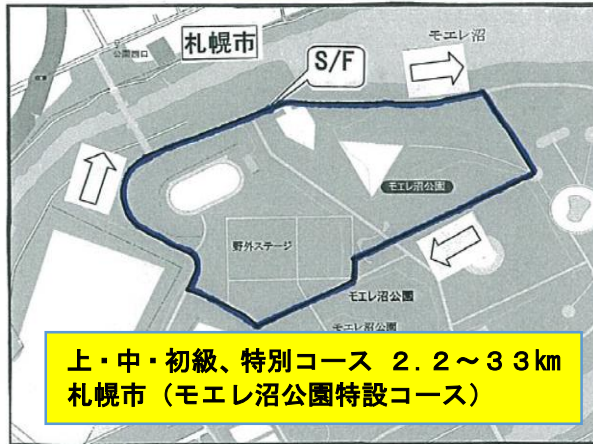 札幌市
モエレ沼
公園西口
S/F
モエレ沼公園
野外ステージ
モエレ沼公園
モエレ沼公園
上・中・初級、特別コース ２.２～３３㎞
札幌市（モエレ沼公園特設コース）